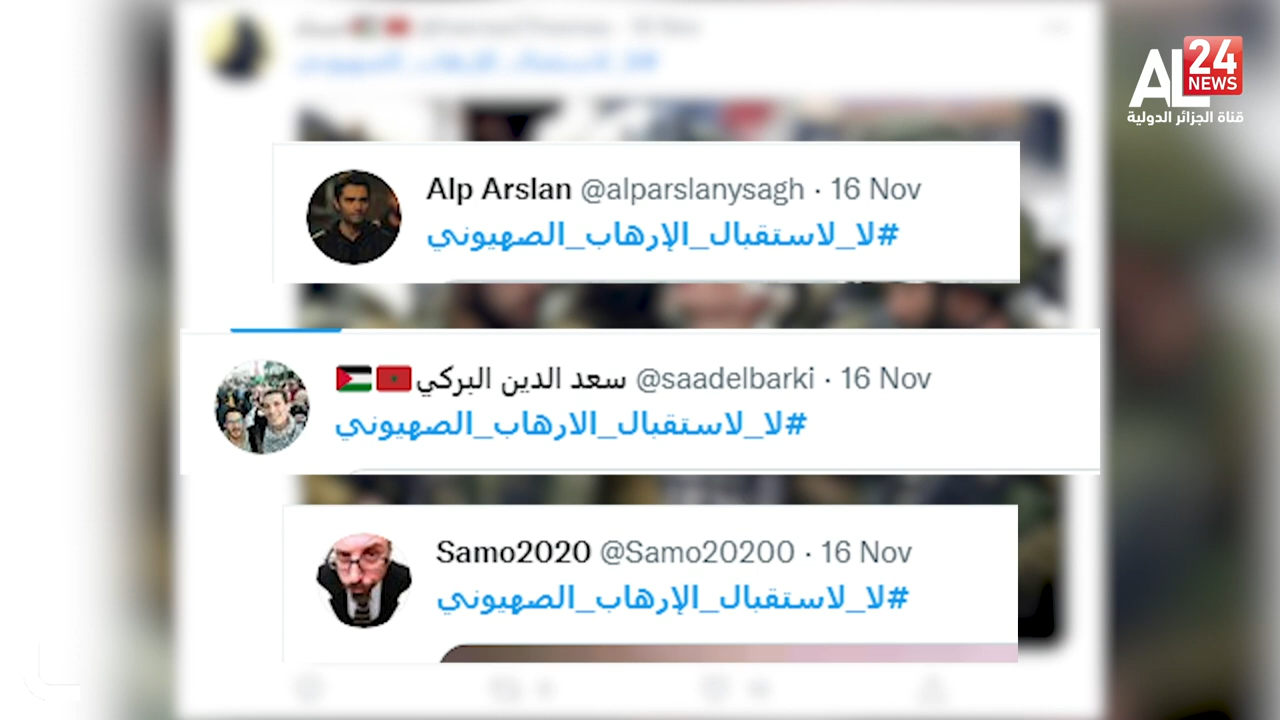 AL
24
NEWS
قناة الجزائر الدولية
Alp Arslan @alparslanysagh · 16 Nov
#لا_لاستقبال_الإرهاب_الصهيوني
سعد الدين البركي @saadelbarki · 16 Nov
#لا_لاستقبال_الارهاب_الصهيوني
Samo2020 @Samo20200 · 16 Nov
#لا_لاستقبال_الإرهاب_الصهيوني